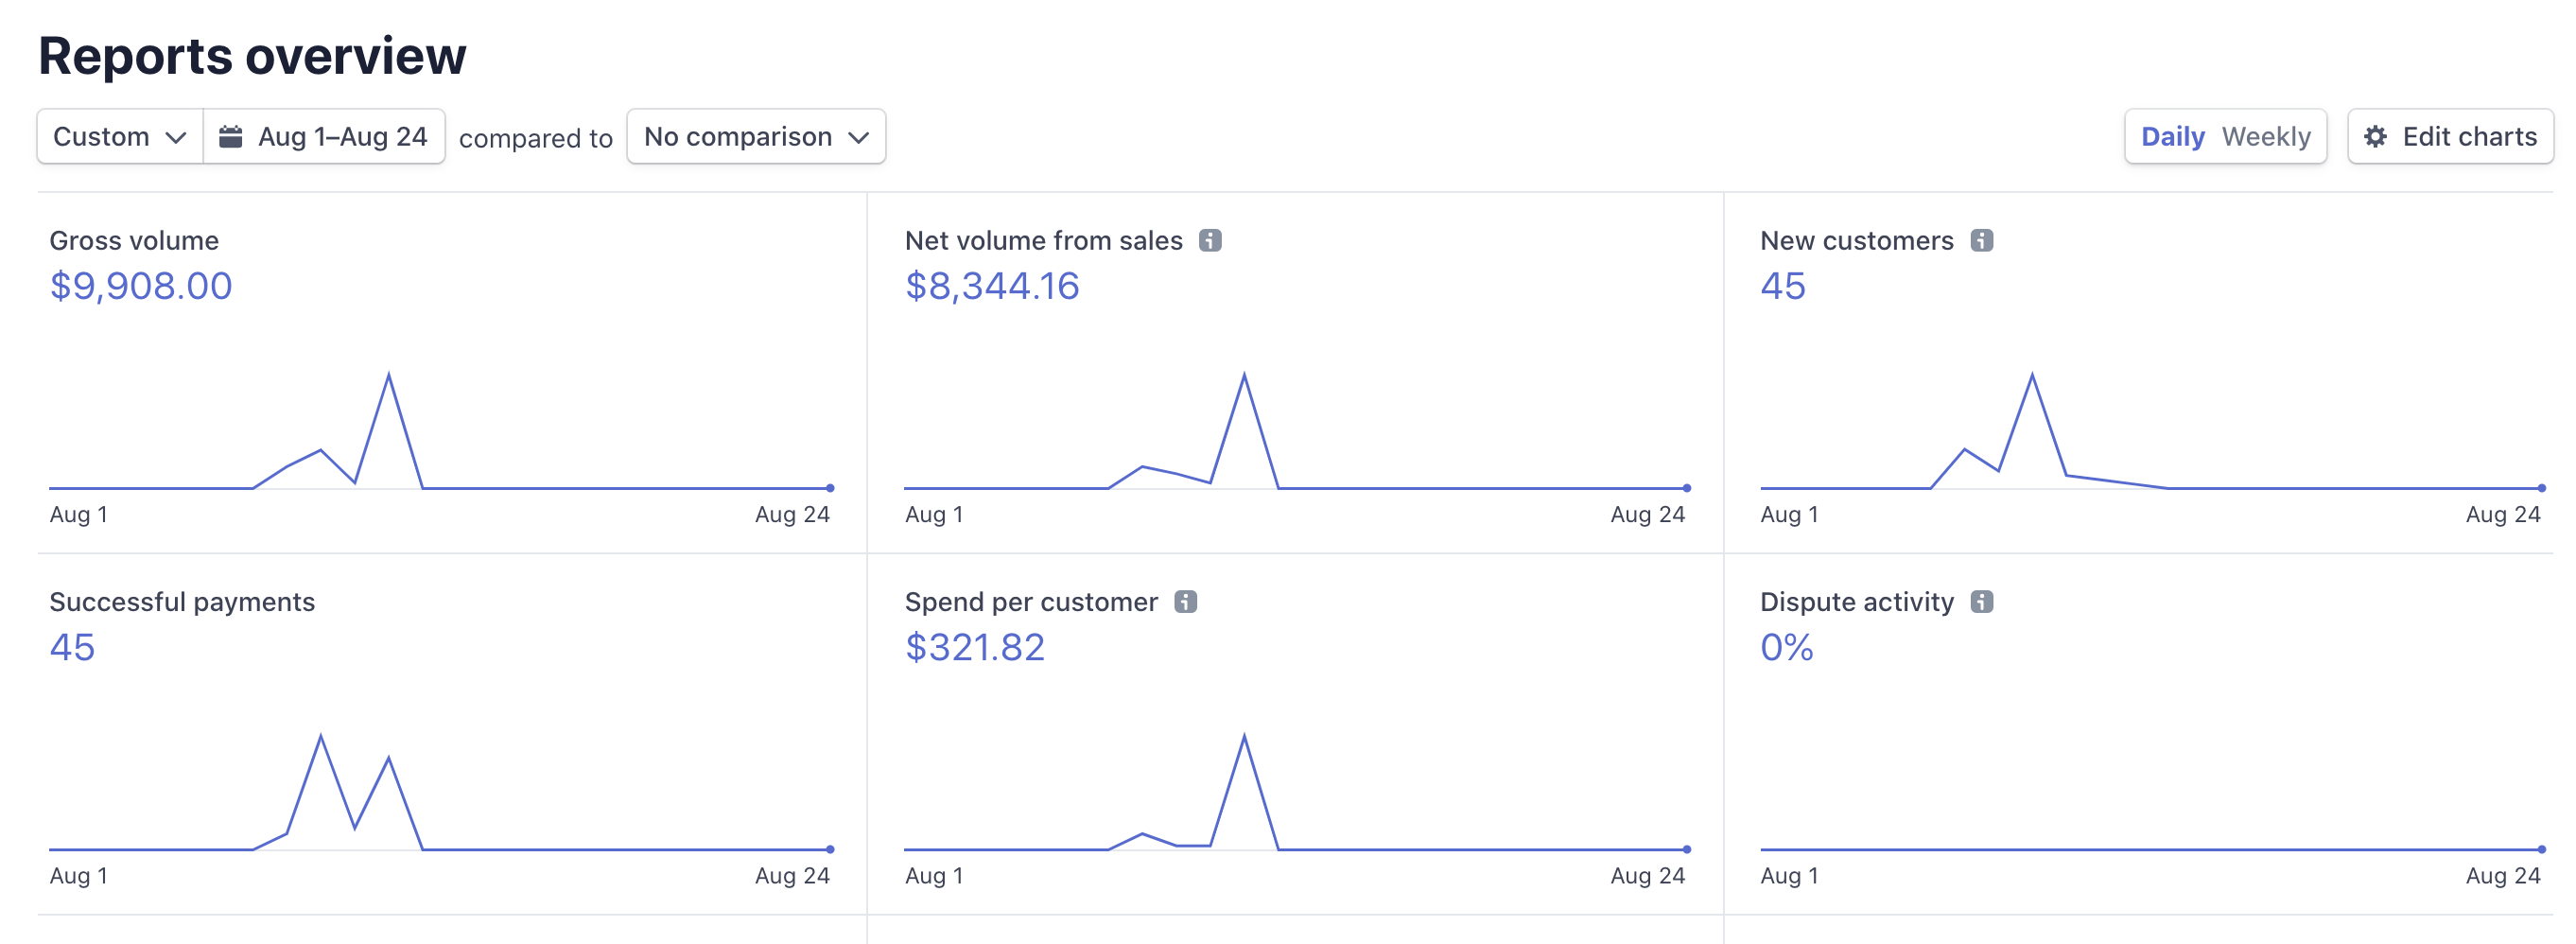 Reports overview
Custom
Aug 1–Aug 24
compared to
No comparison
Daily
Weekly
Edit charts
Gross volume
$9,908.00
Aug 1
Aug 24
Net volume from sales
$8,344.16
Aug 1
Aug 24
New customers
45
Aug 1
Aug 24
Successful payments
45
Aug 1
Aug 24
Spend per customer
$321.82
Aug 1
Aug 24
Dispute activity
0%
Aug 1
Aug 24